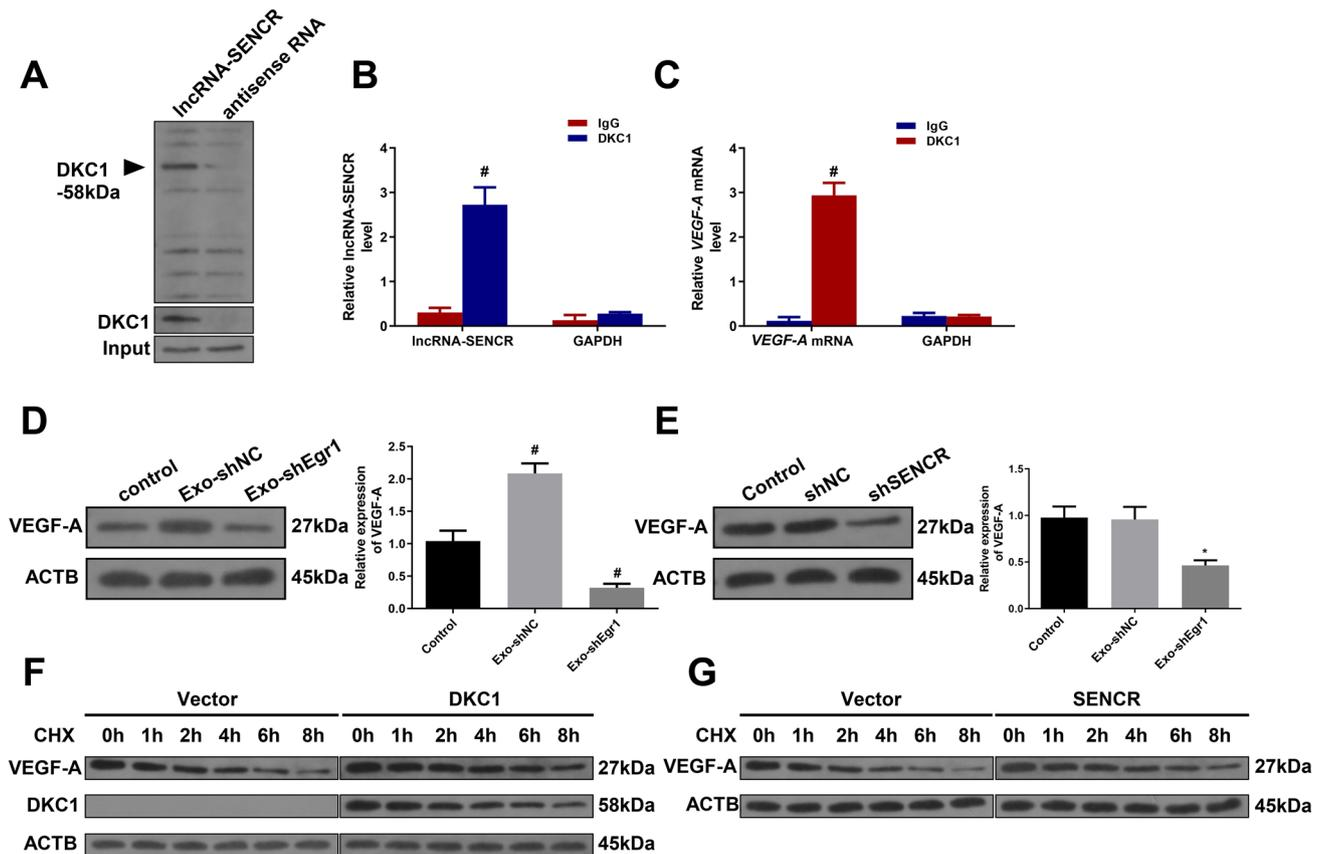 A
lncRNA-SENCR
antisense RNA
DKC1
-58kDa
DKC1
Input
B
IgG
DKC1
Relative lncRNA-SENCR
level
4
3
2
1
0
#
lncRNA-SENCR
GAPDH
C
IgG
DKC1
Relative VEGF-A mRNA
level
4
3
2
1
0
#
VEGF-A mRNA
GAPDH
D
control
Exo-shNC
Exo-shEgr1
VEGF-A
27kDa
ACTB
45kDa
Relative expression
of VEGF-A
2.5
2.0
1.5
1.0
0.5
0.0
#
#
Control
Exo-shNC
Exo-shEgr1
E
Control
shNC
shSENCR
VEGF-A
27kDa
ACTB
45kDa
Relative expression
of VEGF-A
1.5
1.0
0.5
0.0
*
Control
Exo-shNC
Exo-shEgr1
F
Vector
DKC1
CHX 0h 1h 2h 4h 6h 8h 0h 1h 2h 4h 6h 8h
VEGF-A
27kDa
DKC1
58kDa
ACTB
45kDa
G
Vector
SENCR
CHX 0h 1h 2h 4h 6h 8h 0h 1h 2h 4h 6h 8h
VEGF-A
27kDa
ACTB
45kDa